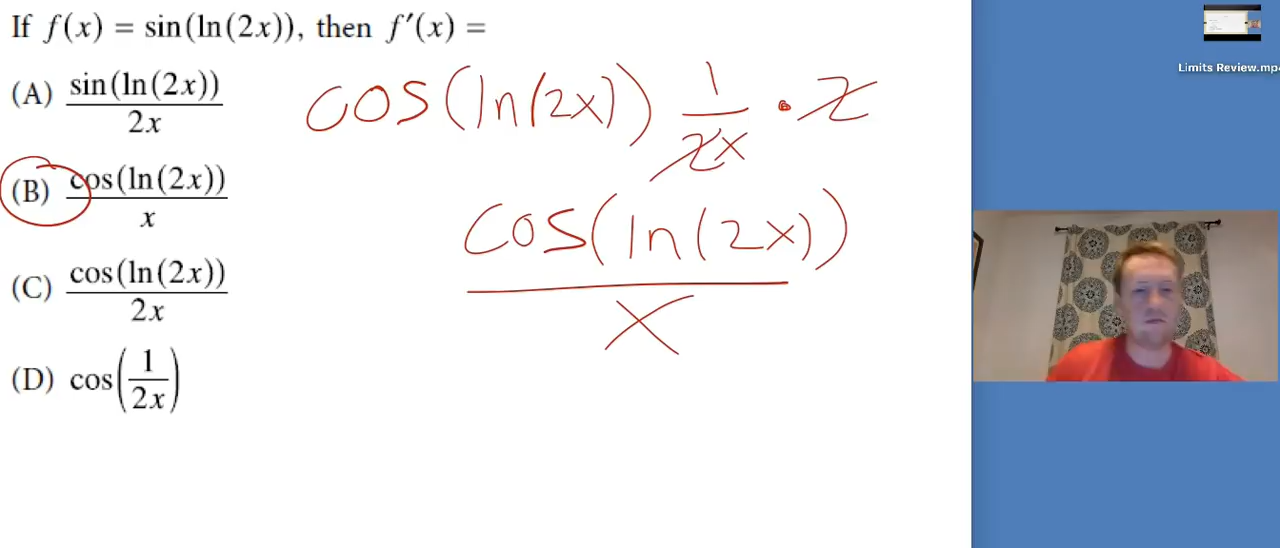 If f(x) = sin(ln(2x)), then f′(x) =
(A) sin(ln(2x)) / 2x
(B) cos(ln(2x)) / x
(C) cos(ln(2x)) / 2x
(D) cos(1/2x)
cos(ln(2x)) 1/2x · 2
cos(ln(2x)) / x
Limits Review.mp4